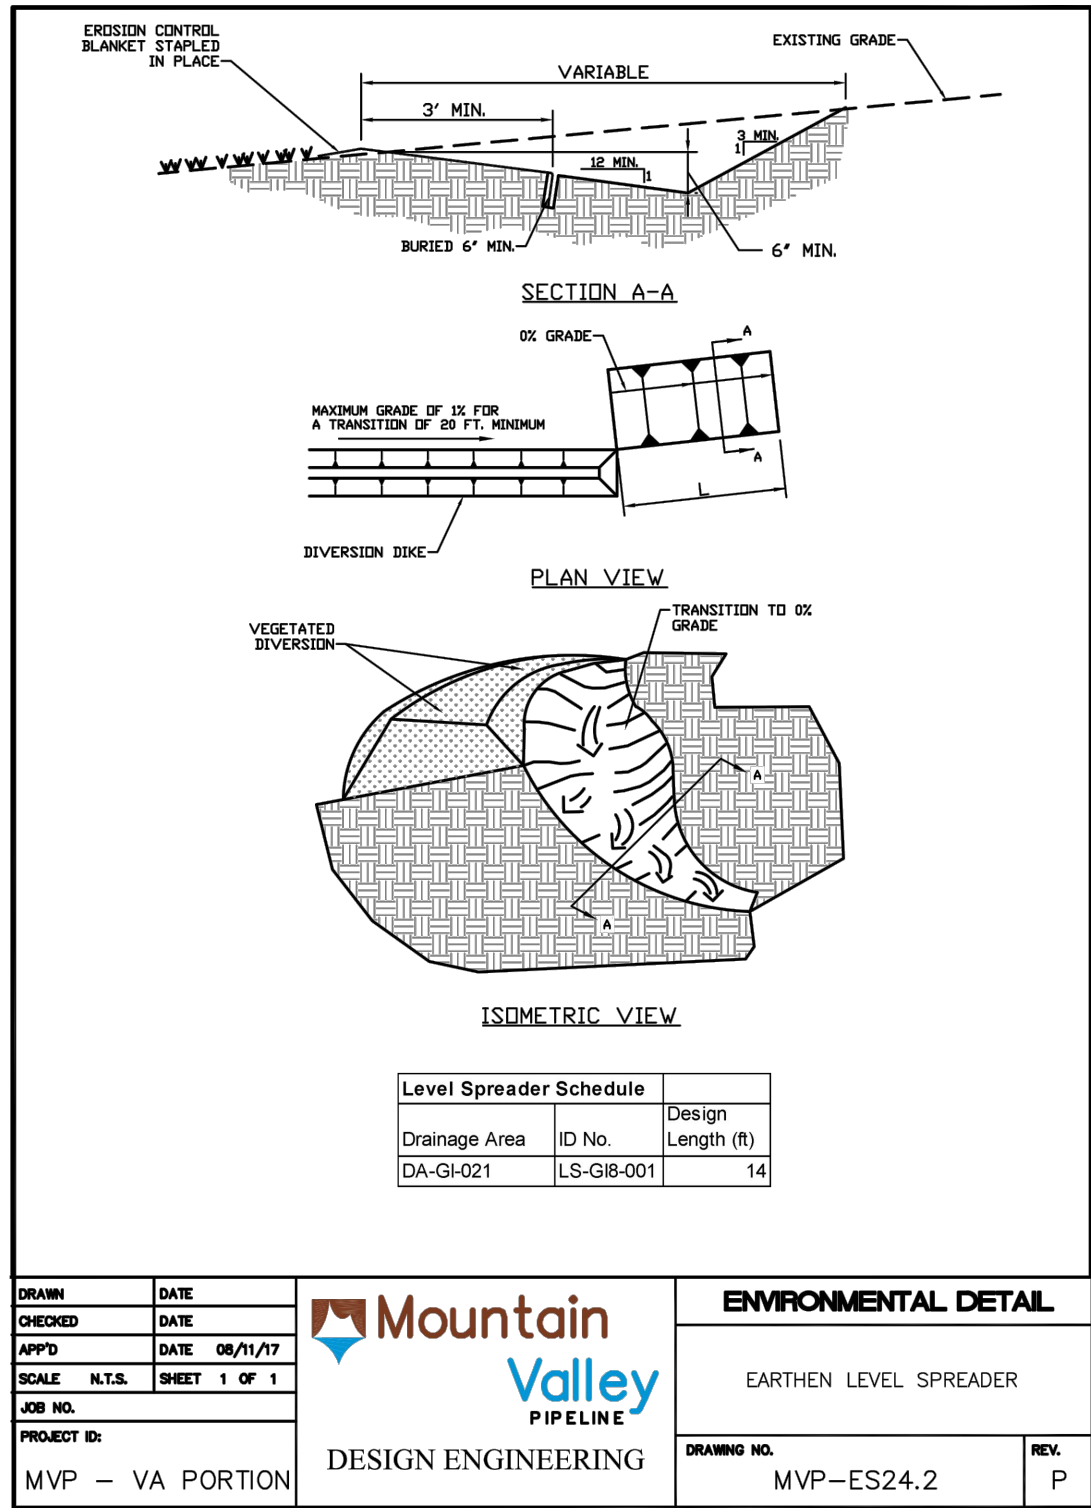 EROSION CONTROL
BLANKET STAPLED
IN PLACE
EXISTING GRADE
VARIABLE
3' MIN.
3 MIN.
1
12 MIN.
1
BURIED 6" MIN.
6" MIN.
SECTION A-A
0% GRADE
A
MAXIMUM GRADE OF 1% FOR
A TRANSITION OF 20 FT. MINIMUM
A
L
DIVERSION DIKE
PLAN VIEW
TRANSITION TO 0%
GRADE
VEGETATED
DIVERSION
A
A
ISOMETRIC VIEW
Level Spreader Schedule
Drainage Area ID No. Design
Length (ft)
DA-GI-021 LS-GI8-001 14
DRAWN DATE
CHECKED DATE
APP'D DATE 08/11/17
SCALE N.T.S. SHEET 1 OF 1
JOB NO.
PROJECT ID:
MVP - VA PORTION
Mountain
Valley
PIPELINE
DESIGN ENGINEERING
ENVIRONMENTAL DETAIL
EARTHEN LEVEL SPREADER
DRAWING NO.
MVP-ES24.2
REV.
P